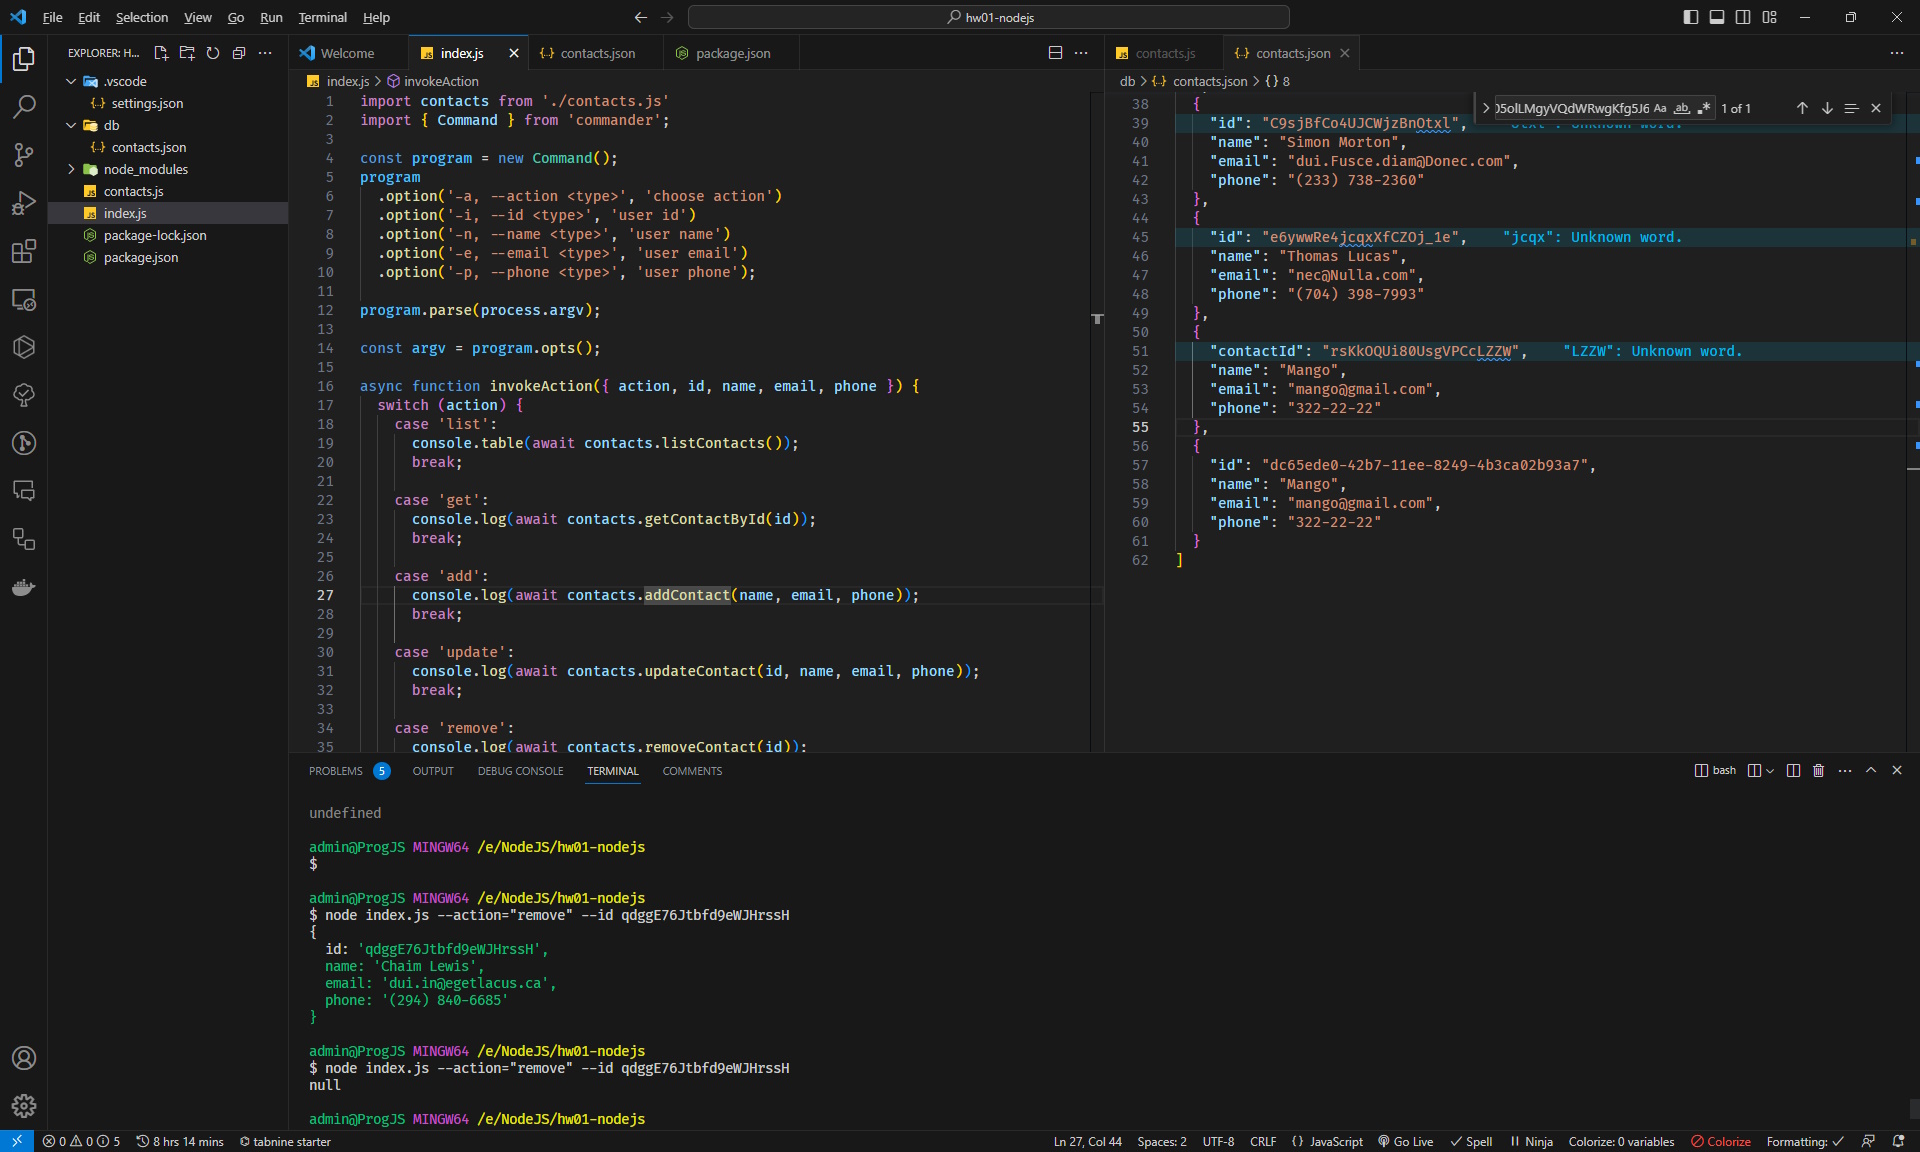 File Edit Selection View Go Run Terminal Help
hw01-nodejs
EXPLORER: H...
.vscode
settings.json
db
contacts.json
node_modules
contacts.js
index.js
package-lock.json
package.json
Welcome
index.js
contacts.json
package.json
index.js > invokeAction
1 import contacts from './contacts.js'
2 import { Command } from 'commander';
3
4 const program = new Command();
5 program
6 .option('-a, --action <type>', 'choose action')
7 .option('-i, --id <type>', 'user id')
8 .option('-n, --name <type>', 'user name')
9 .option('-e, --email <type>', 'user email')
10 .option('-p, --phone <type>', 'user phone');
11
12 program.parse(process.argv);
13
14 const argv = program.opts();
15
16 async function invokeAction({ action, id, name, email, phone }) {
17 switch (action) {
18 case 'list':
19 console.table(await contacts.listContacts());
20 break;
21
22 case 'get':
23 console.log(await contacts.getContactById(id));
24 break;
25
26 case 'add':
27 console.log(await contacts.addContact(name, email, phone));
28 break;
29
30 case 'update':
31 console.log(await contacts.updateContact(id, name, email, phone));
32 break;
33
34 case 'remove':
35 console.log(await contacts.removeContact(id));
contacts.js
contacts.json
db > contacts.json > {} 8
Aa ab 1 of 1
38 {
39 "id": "C9sjBfCo4UJCWjzBnOtxl",
40 "name": "Simon Morton",
41 "email": "dui.Fusce.diam@Donec.com",
42 "phone": "(233) 738-2360"
43 },
44 {
45 "id": "e6ywwRe4jcqxXfCZOj_1e", "jcqx": Unknown word.
46 "name": "Thomas Lucas",
47 "email": "nec@Nulla.com",
48 "phone": "(704) 398-7993"
49 },
50 {
51 "contactId": "rsKkOQUi80UsgVPCcLZZW", "LZZW": Unknown word.
52 "name": "Mango",
53 "email": "mango@gmail.com",
54 "phone": "322-22-22"
55 },
56 {
57 "id": "dc65ede0-42b7-11ee-8249-4b3ca02b93a7",
58 "name": "Mango",
59 "email": "mango@gmail.com",
60 "phone": "322-22-22"
61 }
62 ]
PROBLEMS 5 OUTPUT DEBUG CONSOLE TERMINAL COMMENTS
bash
undefined
admin@ProgJS MINGW64 /e/NodeJS/hw01-nodejs
$
admin@ProgJS MINGW64 /e/NodeJS/hw01-nodejs
$ node index.js --action="remove" --id qdggE76Jtbfd9eWJHrssH
{
id: 'qdggE76Jtbfd9eWJHrssH',
name: 'Chaim Lewis',
email: 'dui.in@egetlacus.ca',
phone: '(294) 840-6685'
}
admin@ProgJS MINGW64 /e/NodeJS/hw01-nodejs
$ node index.js --action="remove" --id qdggE76Jtbfd9eWJHrssH
null
admin@ProgJS MINGW64 /e/NodeJS/hw01-nodejs
0 0 5 8 hrs 14 mins tabnine starter
Ln 27, Col 44 Spaces: 2 UTF-8 CRLF {} JavaScript Go Live Spell Ninja Colorize: 0 variables Colorize Formatting: